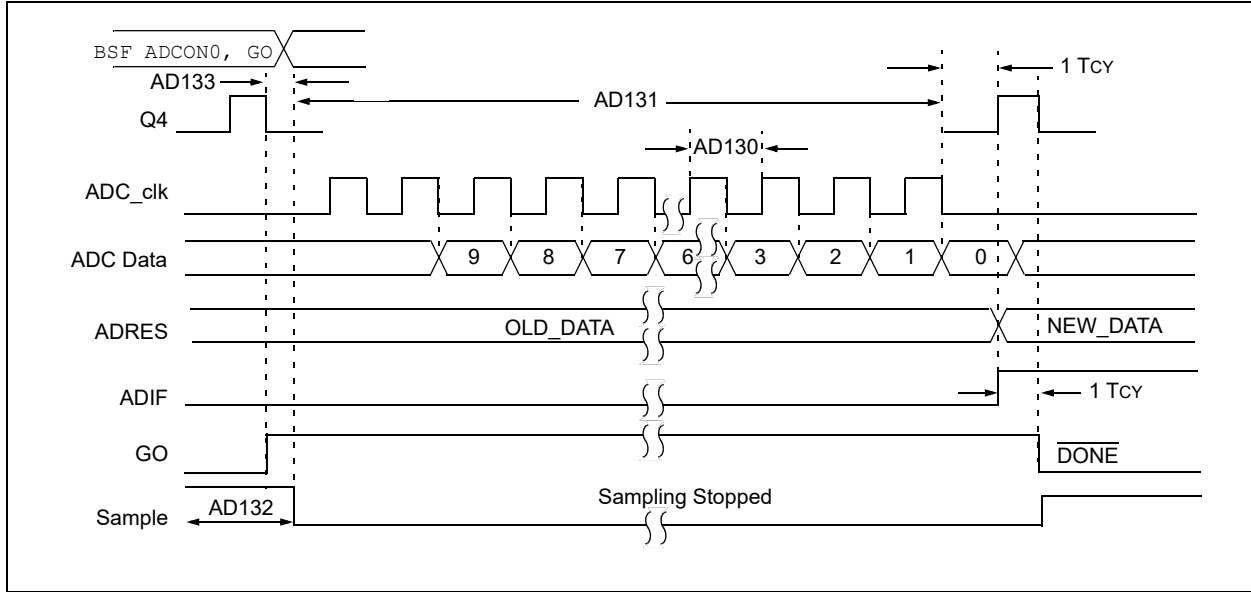 BSF ADCON0, GO
1 TCY
AD133
AD131
Q4
AD130
ADC_clk
ADC Data
9 8 7 6 3 2 1 0
ADRES
OLD_DATA
NEW_DATA
ADIF
1 TCY
GO
DONE
Sampling Stopped
AD132
Sample